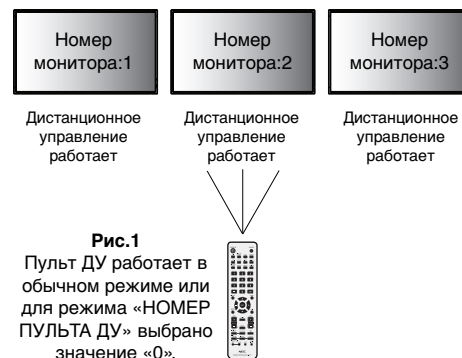 Номер
монитора:1
Номер
монитора:2
Номер
монитора:3
Дистанционное
управление
работает
Дистанционное
управление
работает
Дистанционное
управление
работает
Рис.1
Пульт ДУ работает в
обычном режиме или
для режима «НОМЕР
ПУЛЬТА ДУ» выбрано
значение «0».